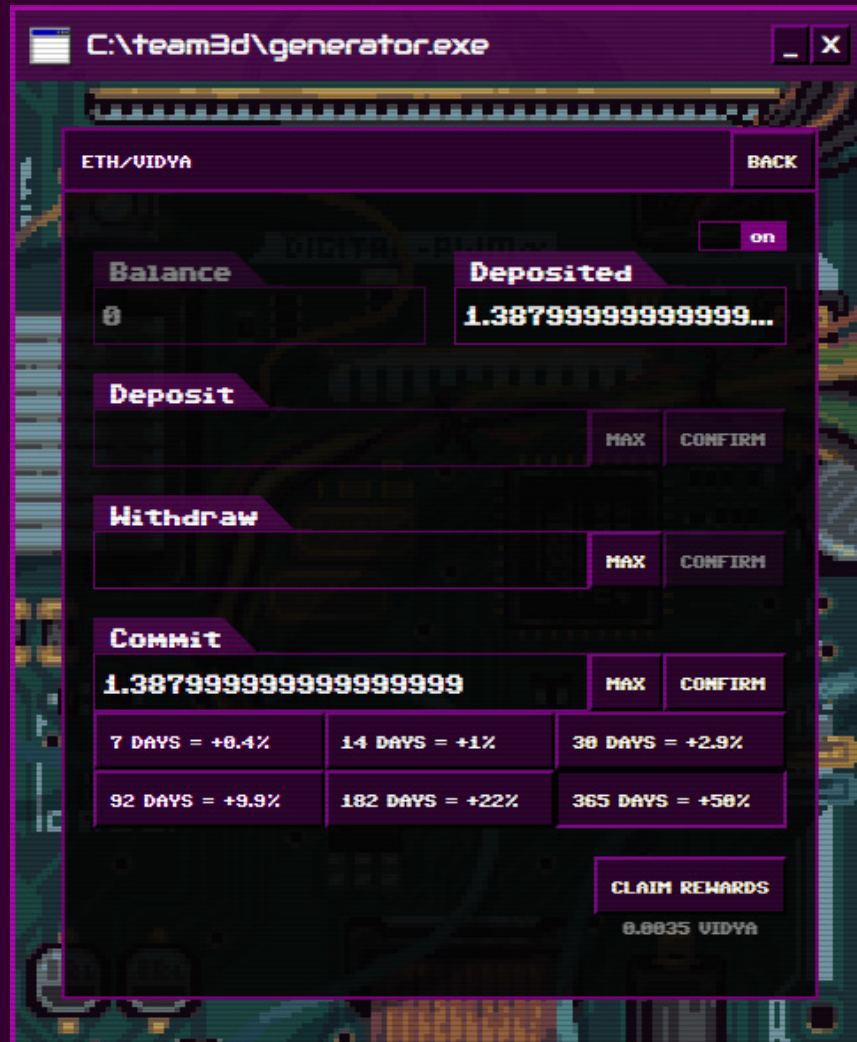 C:\team3d\generator.exe
_ X
ETH/VIDYA
BACK
on
Balance
Deposited
0
1.38799999999999...
Deposit
MAX
CONFIRM
Withdraw
MAX
CONFIRM
Commit
1.387999999999999999
MAX
CONFIRM
7 DAYS = +0.4%
14 DAYS = +1%
30 DAYS = +2.9%
92 DAYS = +9.9%
182 DAYS = +22%
365 DAYS = +50%
CLAIM REWARDS
0.0035 VIDYA